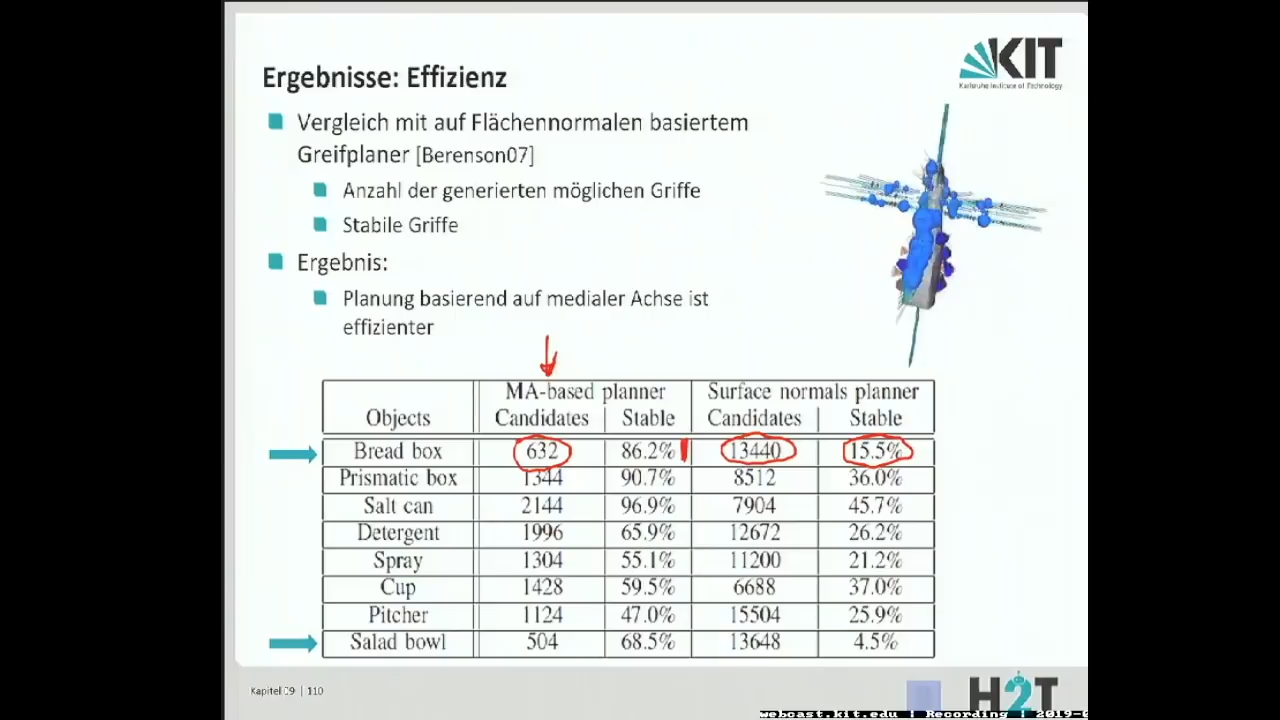 KIT
Karlsruhe Institute of Technology
Ergebnisse: Effizienz
Vergleich mit auf Flächennormalen basiertem
Greifplaner [Berenson07]
Anzahl der generierten möglichen Griffe
Stabile Griffe
Ergebnis:
Planung basierend auf medialer Achse ist
effizienter
MA-based planner Surface normals planner
Objects Candidates Stable Candidates Stable
Bread box 632 86.2% 13440 15.5%
Prismatic box 1344 90.7% 8512 36.0%
Salt can 2144 96.9% 7904 45.7%
Detergent 1996 65.9% 12672 26.2%
Spray 1304 55.1% 11200 21.2%
Cup 1428 59.5% 6688 37.0%
Pitcher 1124 47.0% 15504 25.9%
Salad bowl 504 68.5% 13648 4.5%
Kapitel 09 | 110
H2T
webcast.kit.edu | Recording | 2019-